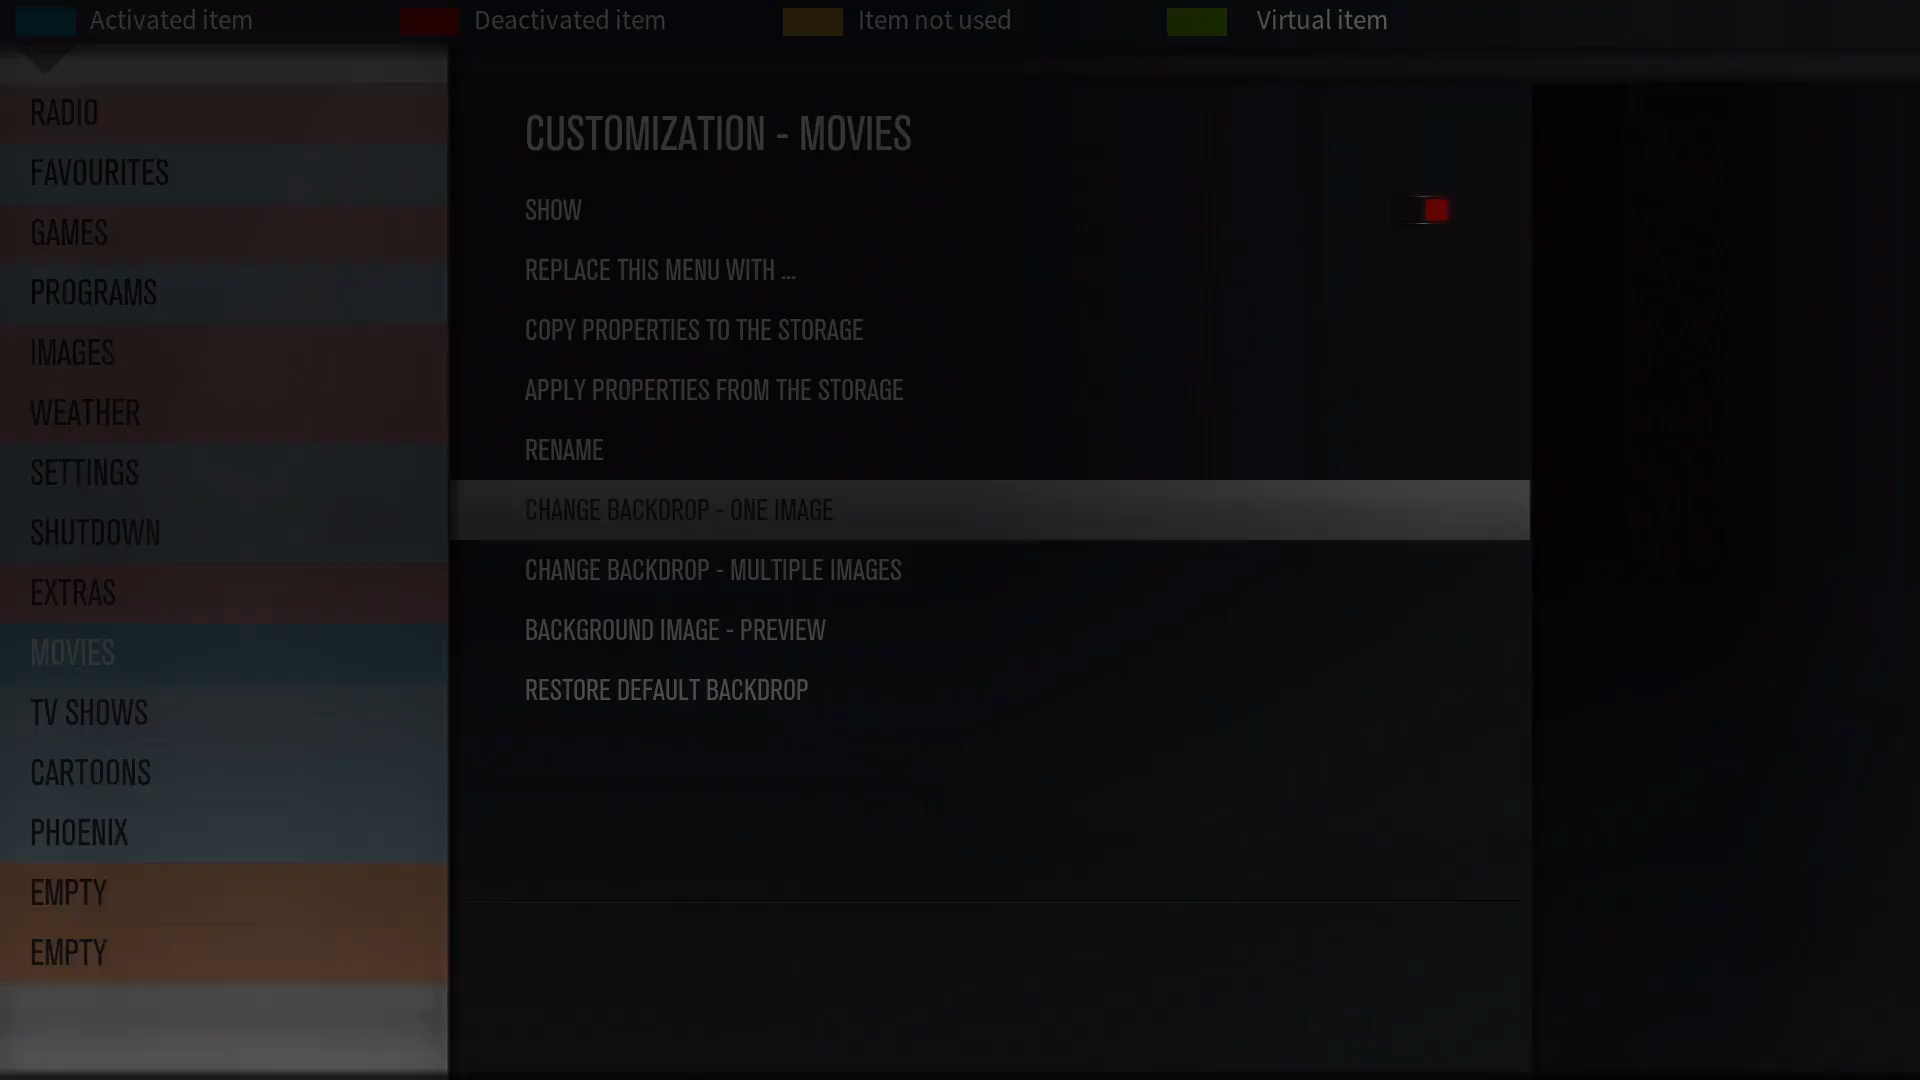 Activated item
Deactivated item
Item not used
Virtual item
RADIO
FAVOURITES
GAMES
PROGRAMS
IMAGES
WEATHER
SETTINGS
SHUTDOWN
EXTRAS
MOVIES
TV SHOWS
CARTOONS
PHOENIX
EMPTY
EMPTY
CUSTOMIZATION - MOVIES
SHOW
REPLACE THIS MENU WITH ...
COPY PROPERTIES TO THE STORAGE
APPLY PROPERTIES FROM THE STORAGE
RENAME
CHANGE BACKDROP - ONE IMAGE
CHANGE BACKDROP - MULTIPLE IMAGES
BACKGROUND IMAGE - PREVIEW
RESTORE DEFAULT BACKDROP